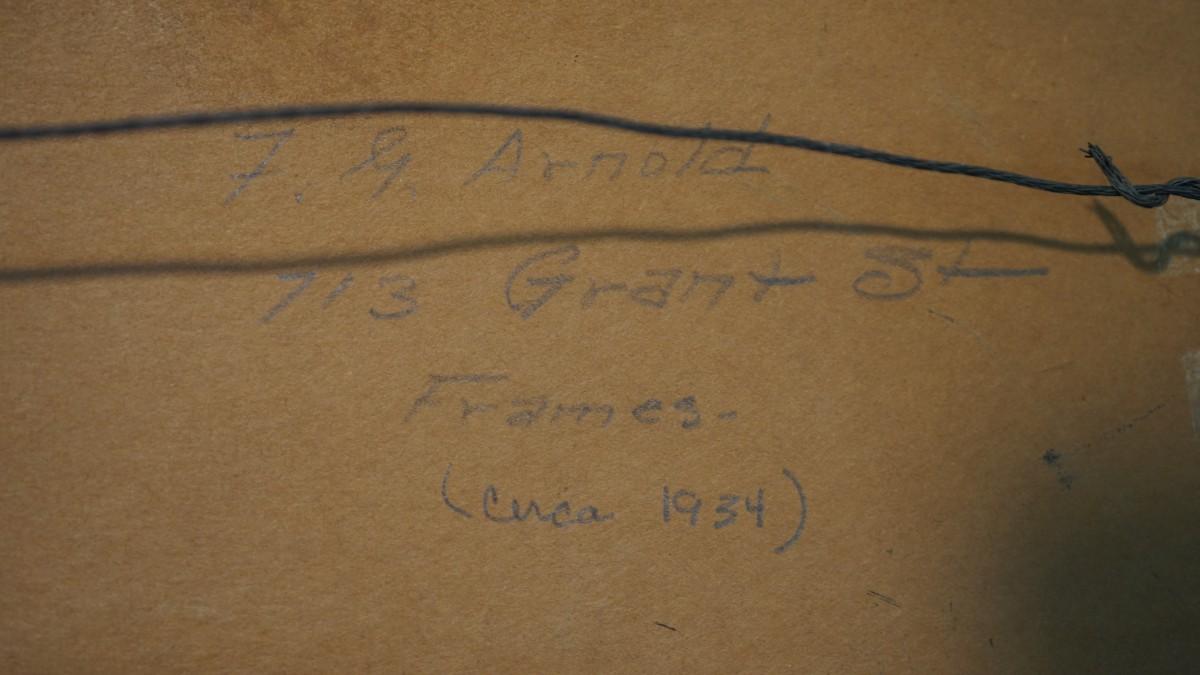 F. G. Arnold
713 Grant St
Frames-
(Circa 1934)